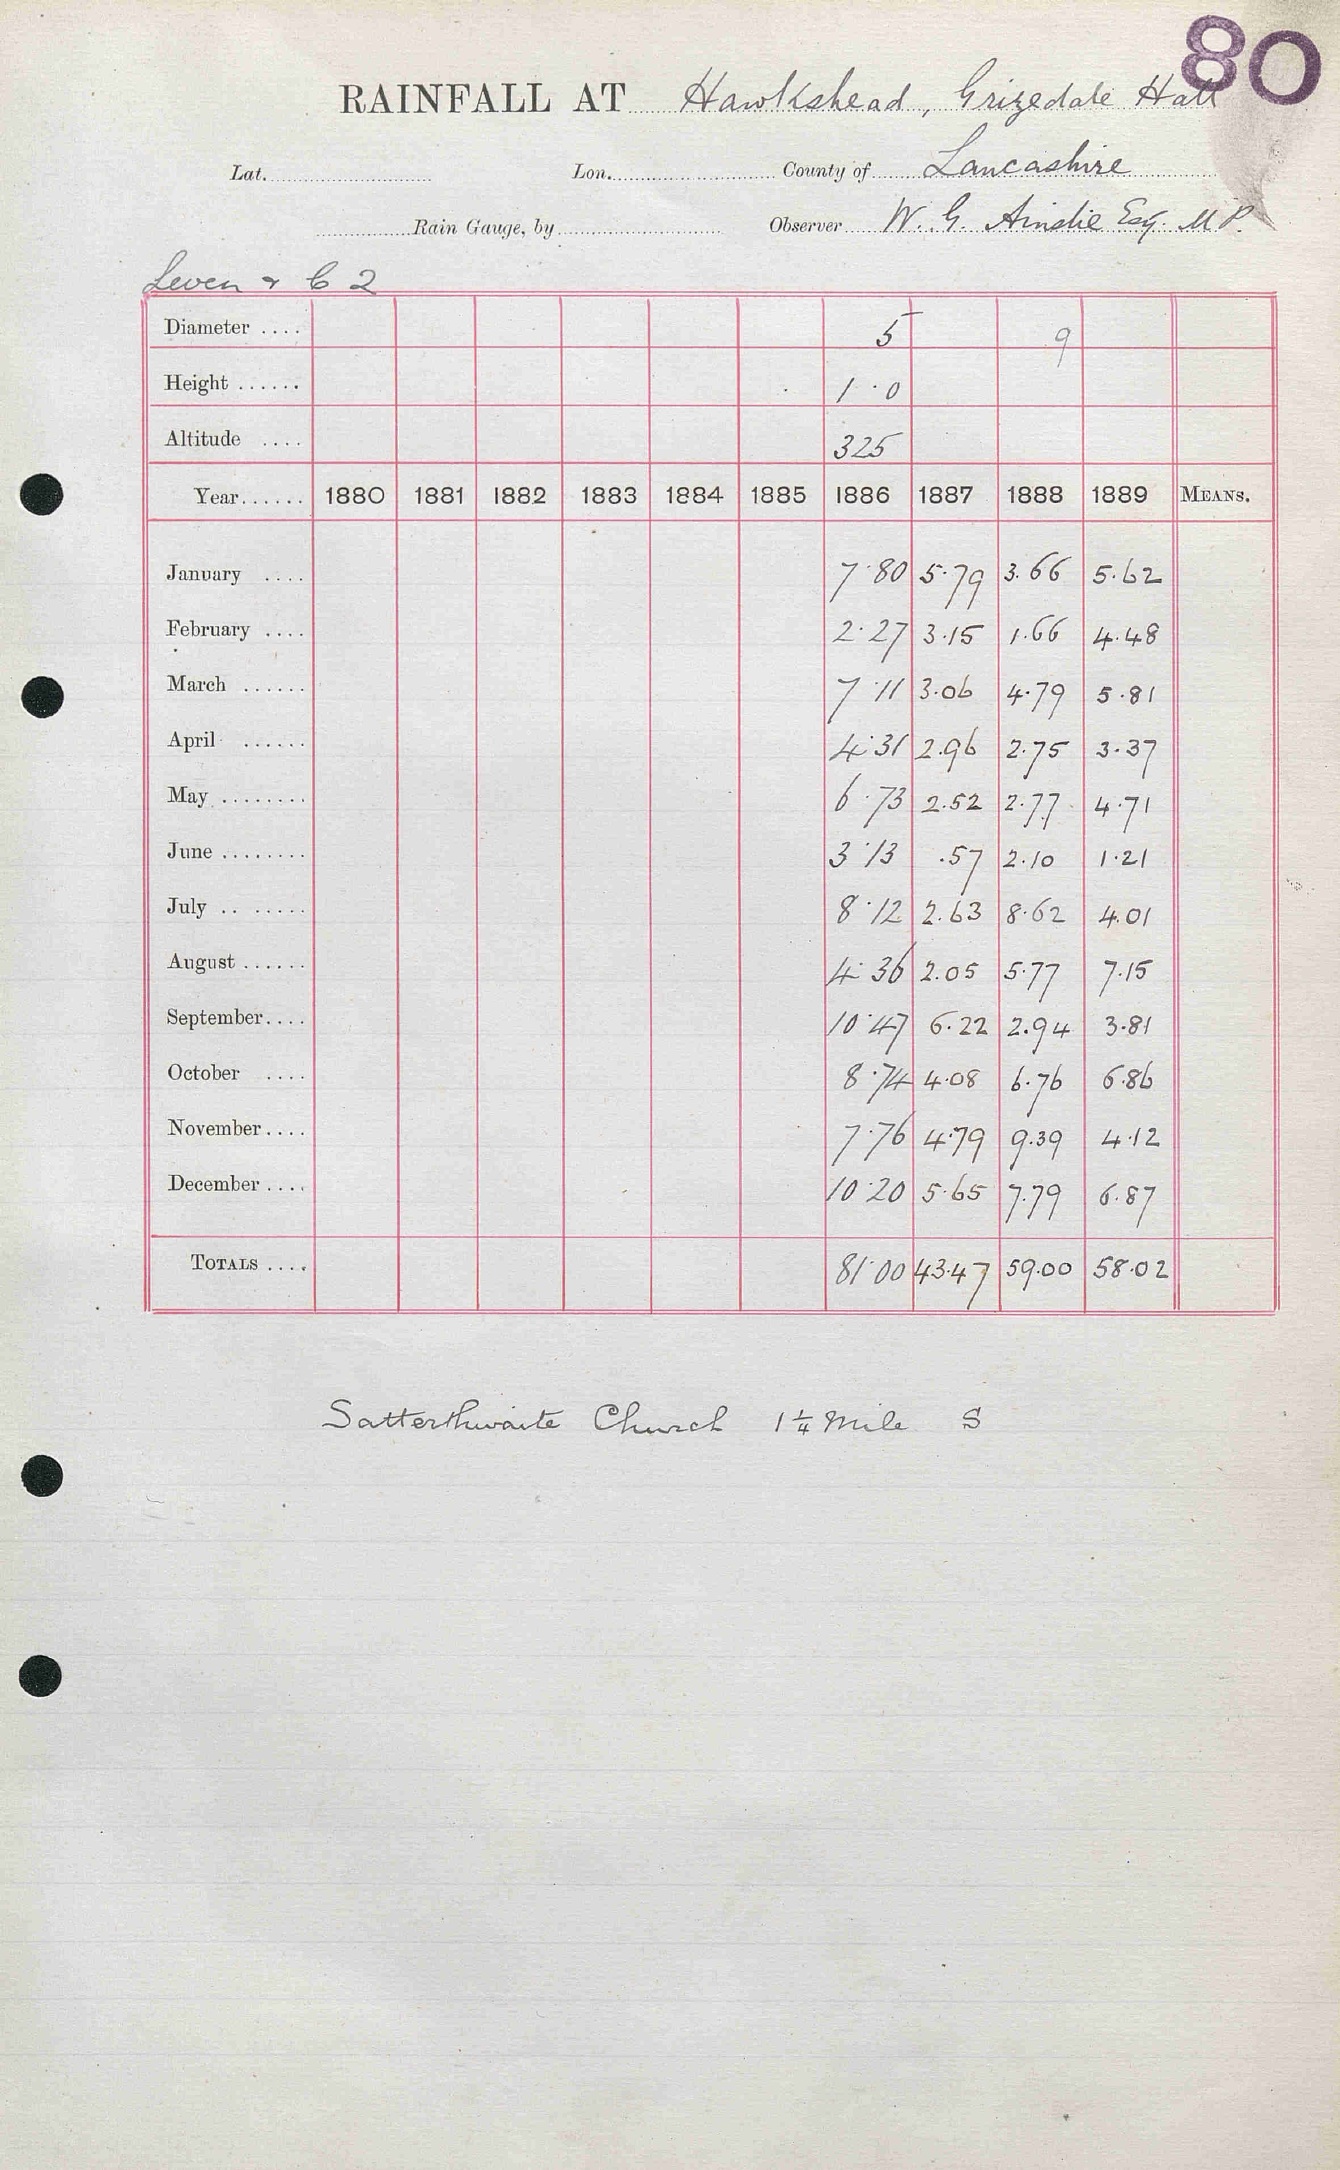 80
RAINFALL AT Hawkshead, Grizedale Hall
Lat. Lon. County of Lancashire
Rain Gauge, by Observer W. G. Ainslie Esq. M P.
Leven & C 2
Diameter .... 5 9
Height ...... 1·0
Altitude .... 325
Year...... 1880 1881 1882 1883 1884 1885 1886 1887 1888 1889 MEANS.
January .... 7·80 5·79 3.66 5.62
February .... 2·27 3.15 1.66 4.48
March ...... 7·11 3.06 4.79 5.81
April ...... 4·31 2.96 2.75 3.37
May ........ 6·73 2.52 2.77 4.71
June ........ 3·13 .57 2.10 1.21
July .. ...... 8·12 2.63 8.62 4.01
August ...... 4·36 2.05 5.77 7.15
September.... 10·47 6.22 2.94 3.81
October .... 8·74 4.08 6.76 6.86
November.... 7·76 4.79 9.39 4.12
December .... 10·20 5.65 7.79 6.87
TOTALS .... 81·00 43.47 59.00 58.02
Satterthwaite Church 1¼ Mile S